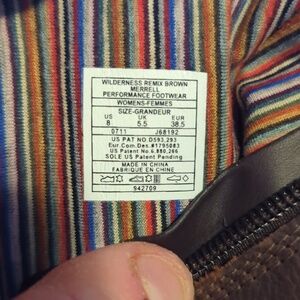 WILDERNESS REMIX BROWN
MERRELL
PERFORMANCE FOOTWEAR
WOMENS-FEMMES
SIZE-GRANDEUR
US UK EUR
8 5.5 38.5
0711 J68192
US PAT NO.D593,293
Eur.Com.Des.#1795083
US Patent No.6,880,266
SOLE US Patent Pending
MADE IN CHINA
FABRIQUE EN CHINE
942709